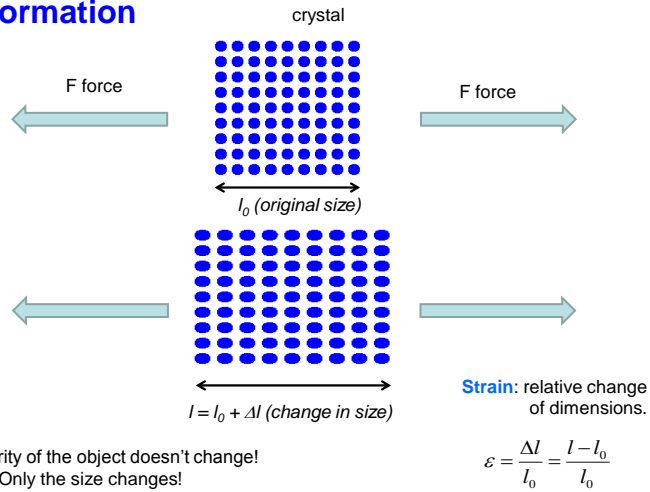 ormation
crystal
F force
F force
l₀ (original size)
l = l₀ + Δl (change in size)
Strain: relative change
of dimensions.
rity of the object doesn't change!
Only the size changes!
ε = Δl / l₀ = (l − l₀) / l₀